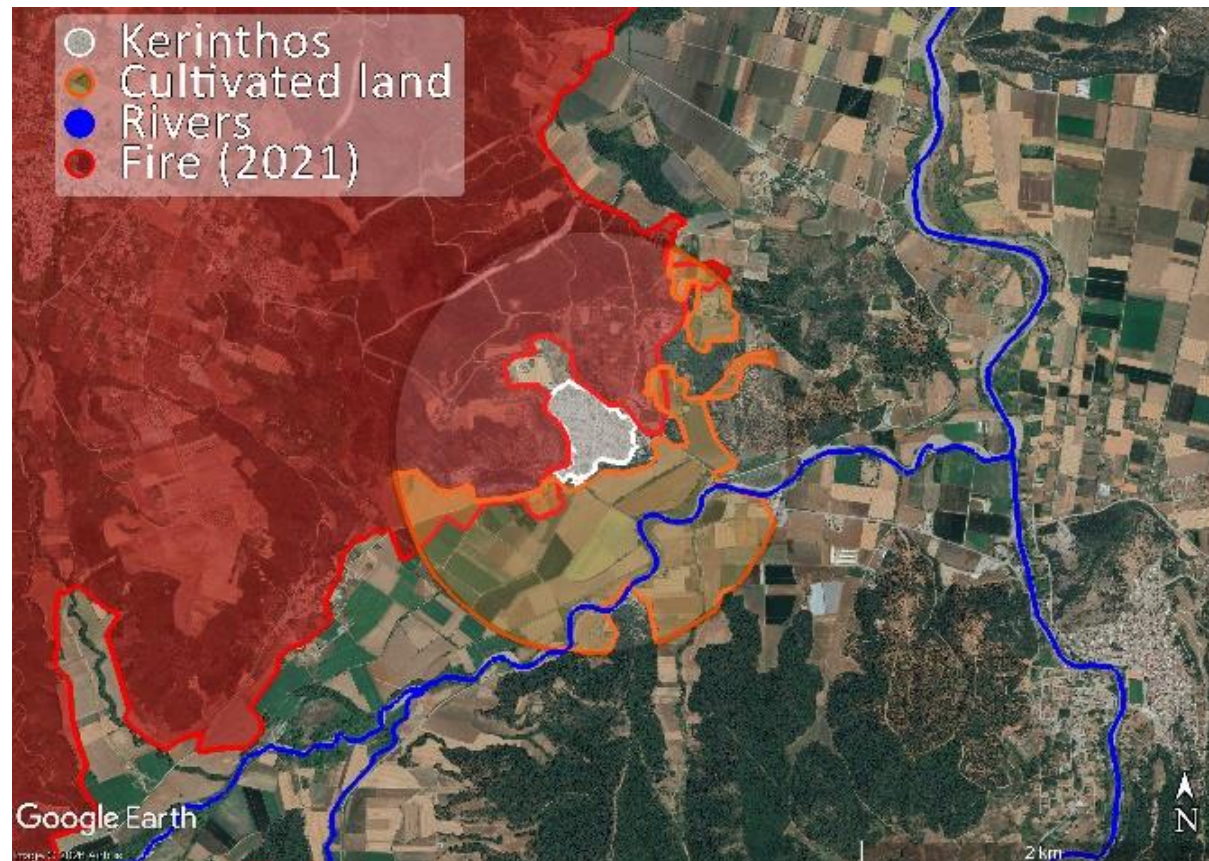 Kerinthos
Cultivated land
Rivers
Fire (2021)
Google Earth
N
2 km